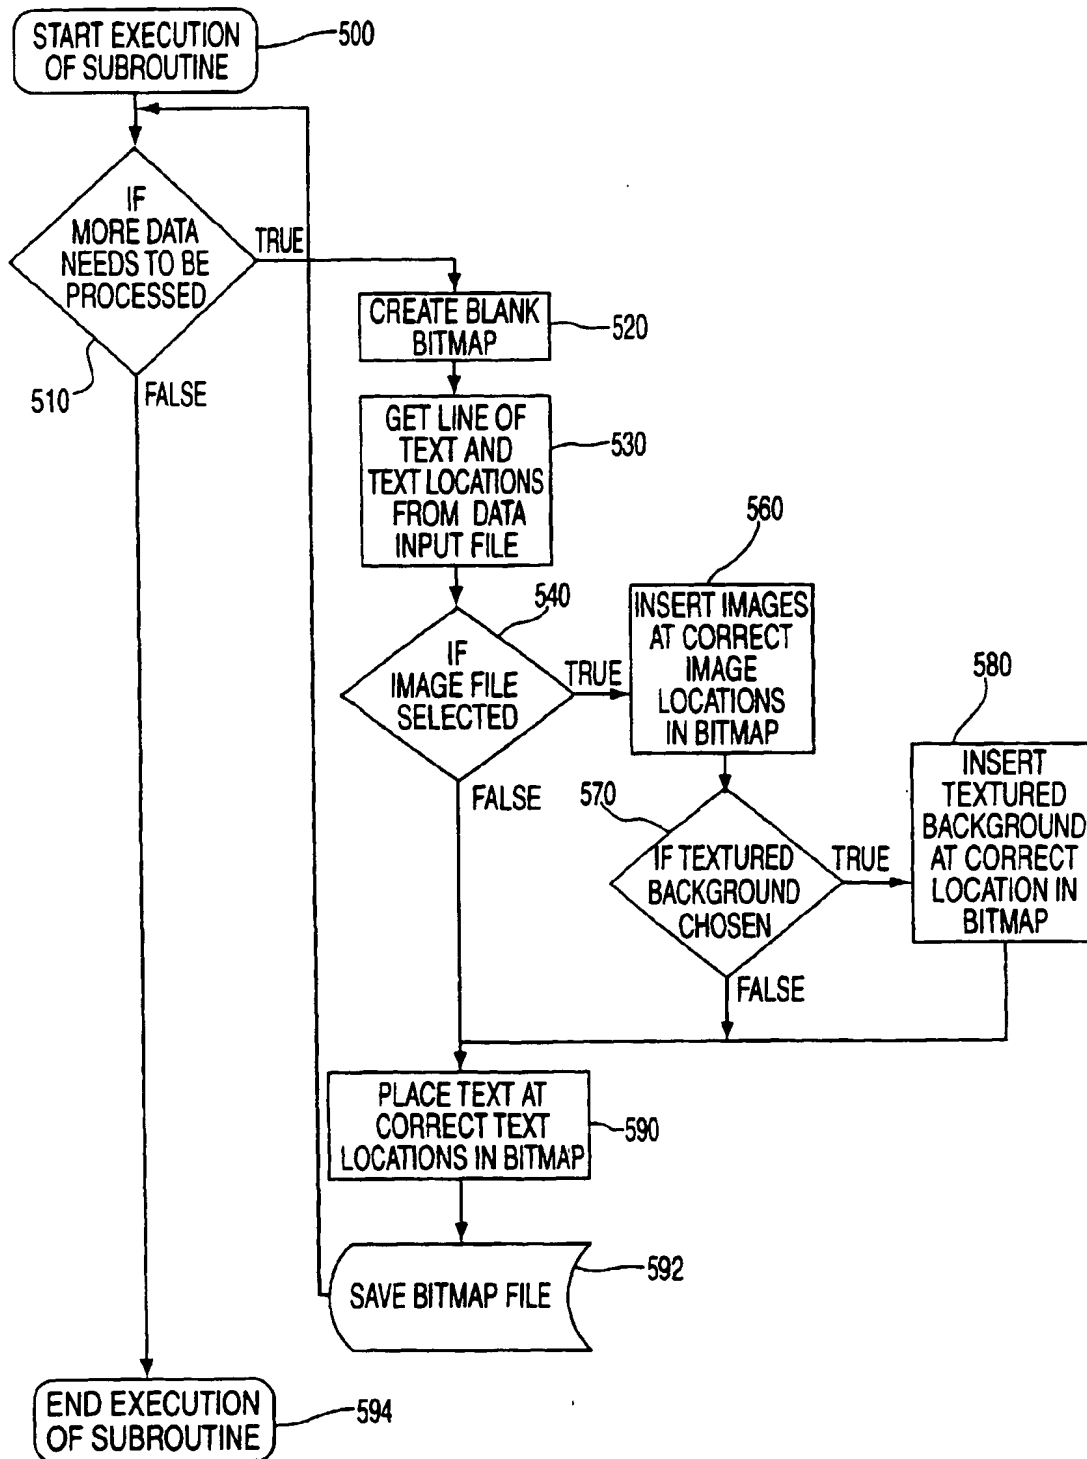 START EXECUTION
OF SUBROUTINE
500
IF
MORE DATA
NEEDS TO BE
PROCESSED
TRUE
510
FALSE
CREATE BLANK
BITMAP
520
GET LINE OF
TEXT AND
TEXT LOCATIONS
FROM DATA
INPUT FILE
530
540
IF
IMAGE FILE
SELECTED
TRUE
FALSE
560
INSERT IMAGES
AT CORRECT
IMAGE
LOCATIONS
IN BITMAP
570
IF TEXTURED
BACKGROUND
CHOSEN
TRUE
FALSE
580
INSERT
TEXTURED
BACKGROUND
AT CORRECT
LOCATION IN
BITMAP
PLACE TEXT AT
CORRECT TEXT
LOCATIONS IN BITMAP
590
SAVE BITMAP FILE
592
END EXECUTION
OF SUBROUTINE
594